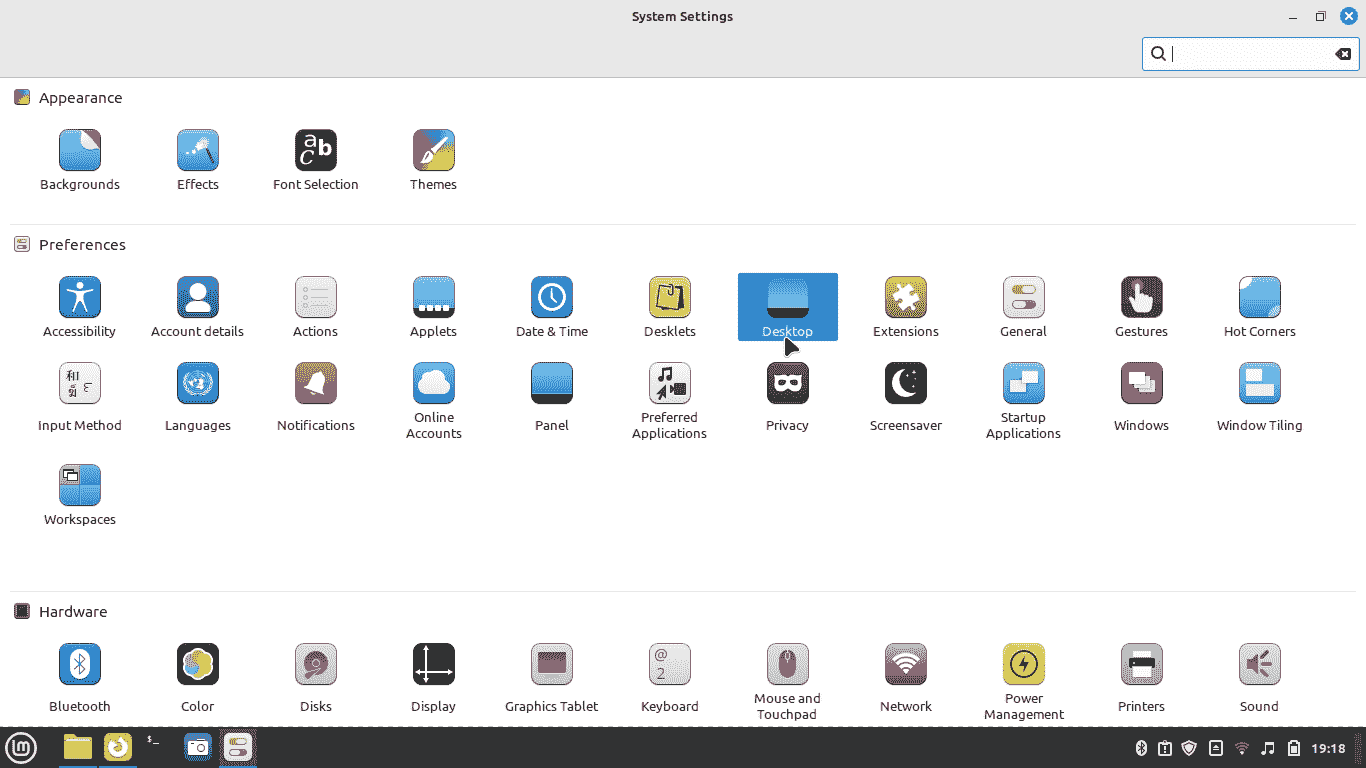 System Settings
Appearance
Backgrounds
Effects
Font Selection
Themes
Preferences
Accessibility
Account details
Actions
Applets
Date & Time
Desklets
Desktop
Extensions
General
Gestures
Hot Corners
Input Method
Languages
Notifications
Online
Accounts
Panel
Preferred
Applications
Privacy
Screensaver
Startup
Applications
Windows
Window Tiling
Workspaces
Hardware
Bluetooth
Color
Disks
Display
Graphics Tablet
Keyboard
Mouse and
Touchpad
Network
Power
Management
Printers
Sound
19:18